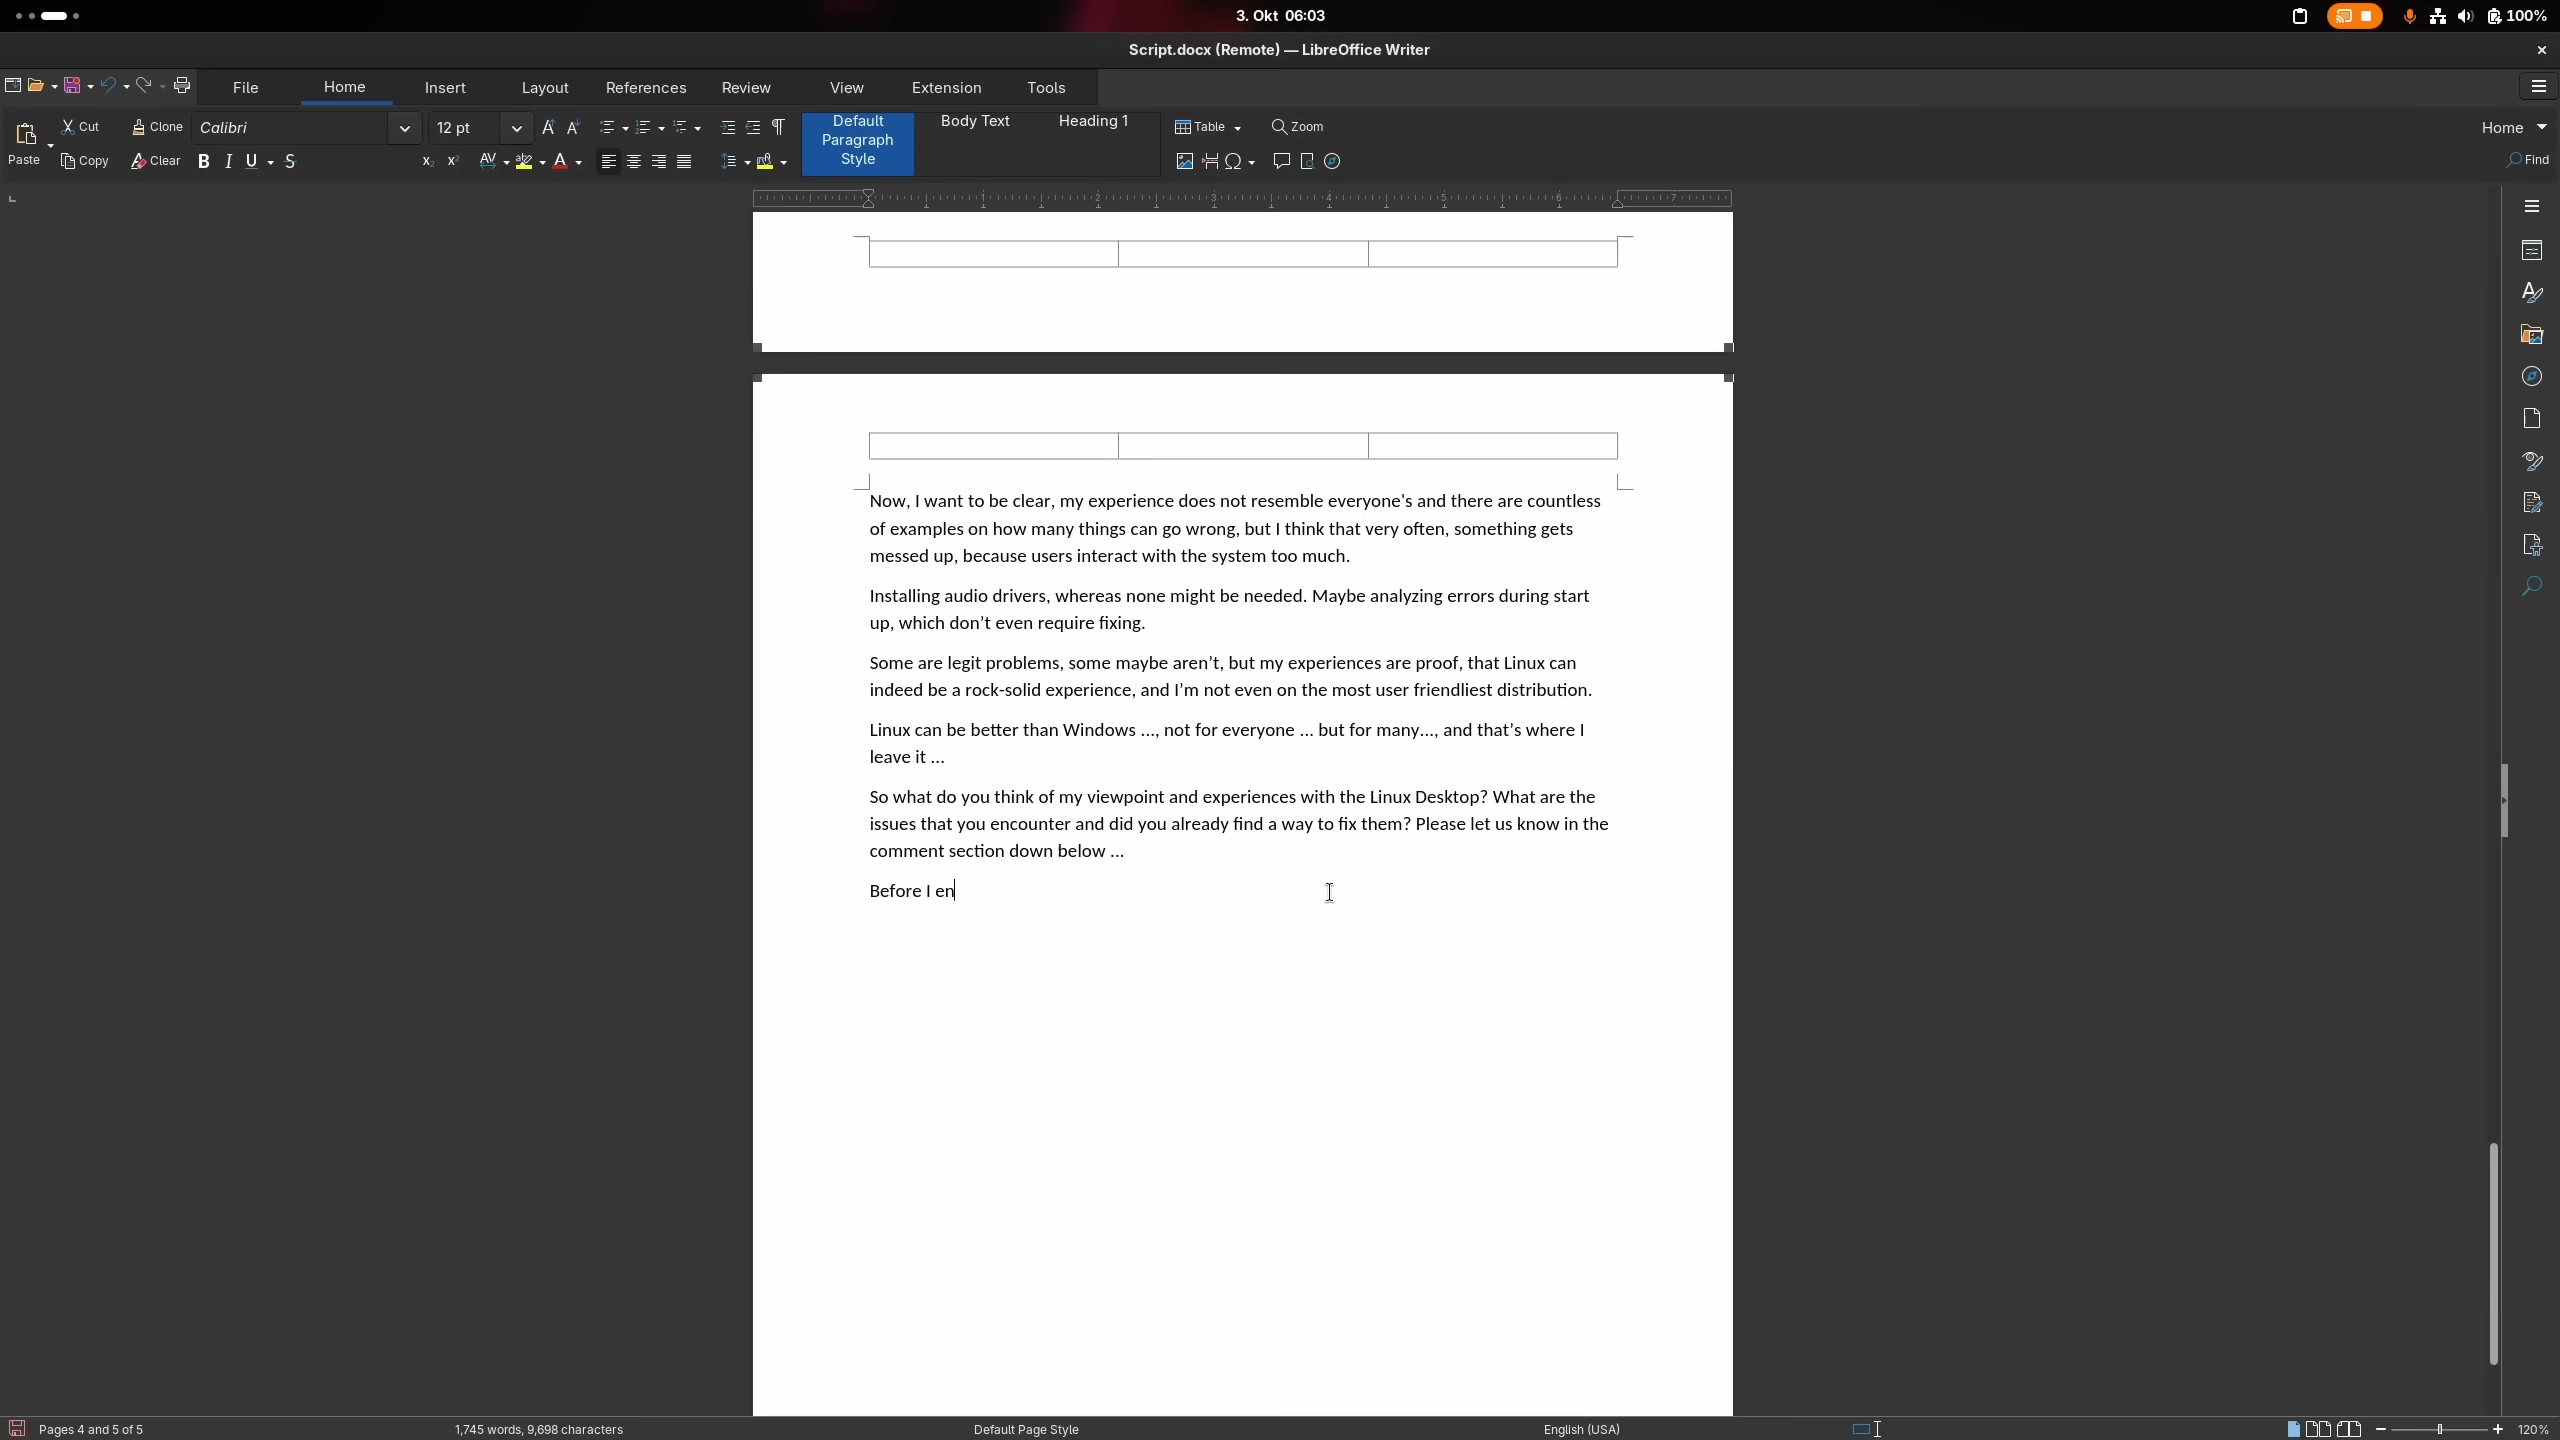 3. Okt 06:03
100%
Script.docx (Remote) — LibreOffice Writer
File Home Insert Layout References Review View Extension Tools
Cut Clone Calibri 12 pt
Default Paragraph Style
Body Text Heading 1
Table Zoom Home
Paste Copy Clear B I U S
Find
1 2 3 4 5 6 7
Now, I want to be clear, my experience does not resemble everyone's and there are countless
of examples on how many things can go wrong, but I think that very often, something gets
messed up, because users interact with the system too much.
Installing audio drivers, whereas none might be needed. Maybe analyzing errors during start
up, which don’t even require fixing.
Some are legit problems, some maybe aren’t, but my experiences are proof, that Linux can
indeed be a rock-solid experience, and I’m not even on the most user friendliest distribution.
Linux can be better than Windows ..., not for everyone ... but for many..., and that’s where I
leave it ...
So what do you think of my viewpoint and experiences with the Linux Desktop? What are the
issues that you encounter and did you already find a way to fix them? Please let us know in the
comment section down below ...
Before I en
Pages 4 and 5 of 5 1,745 words, 9,698 characters Default Page Style English (USA) 120%